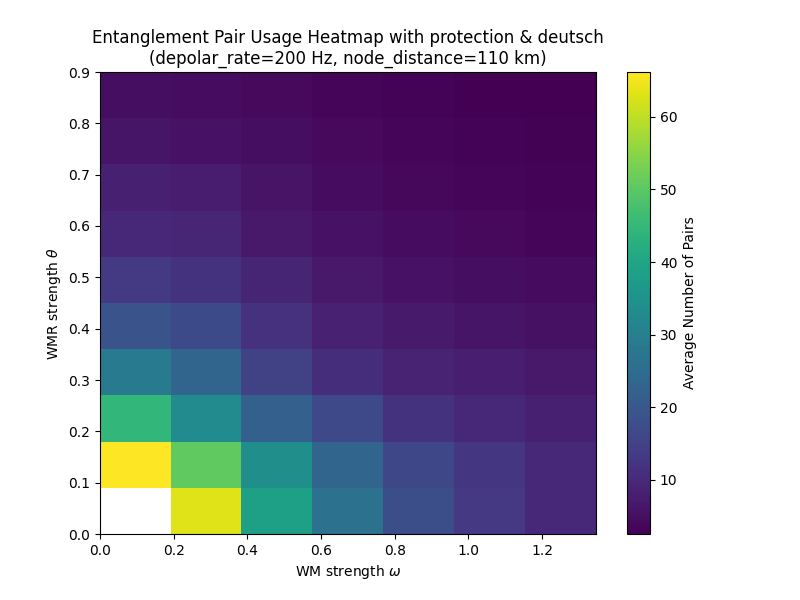 Entanglement Pair Usage Heatmap with protection & deutsch
(depolar_rate=200 Hz, node_distance=110 km)
0.9
0.8
0.7
0.6
0.5
0.4
0.3
0.2
0.1
0.0
WMR strength θ
0.0 0.2 0.4 0.6 0.8 1.0 1.2
WM strength ω
60
50
40
30
20
10
Average Number of Pairs